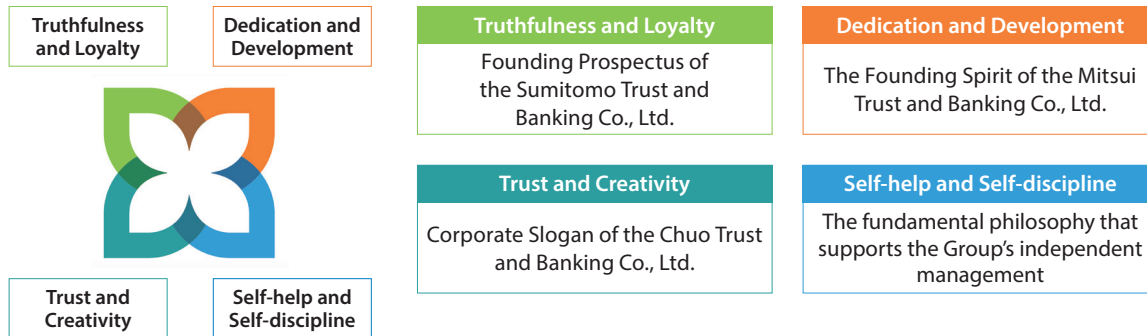 Truthfulness
and Loyalty
Dedication and
Development
Trust and
Creativity
Self-help and
Self-discipline
Truthfulness and Loyalty
Founding Prospectus of
the Sumitomo Trust and
Banking Co., Ltd.
Dedication and Development
The Founding Spirit of the Mitsui
Trust and Banking Co., Ltd.
Trust and Creativity
Corporate Slogan of the Chuo Trust
and Banking Co., Ltd.
Self-help and Self-discipline
The fundamental philosophy that
supports the Group’s independent
management